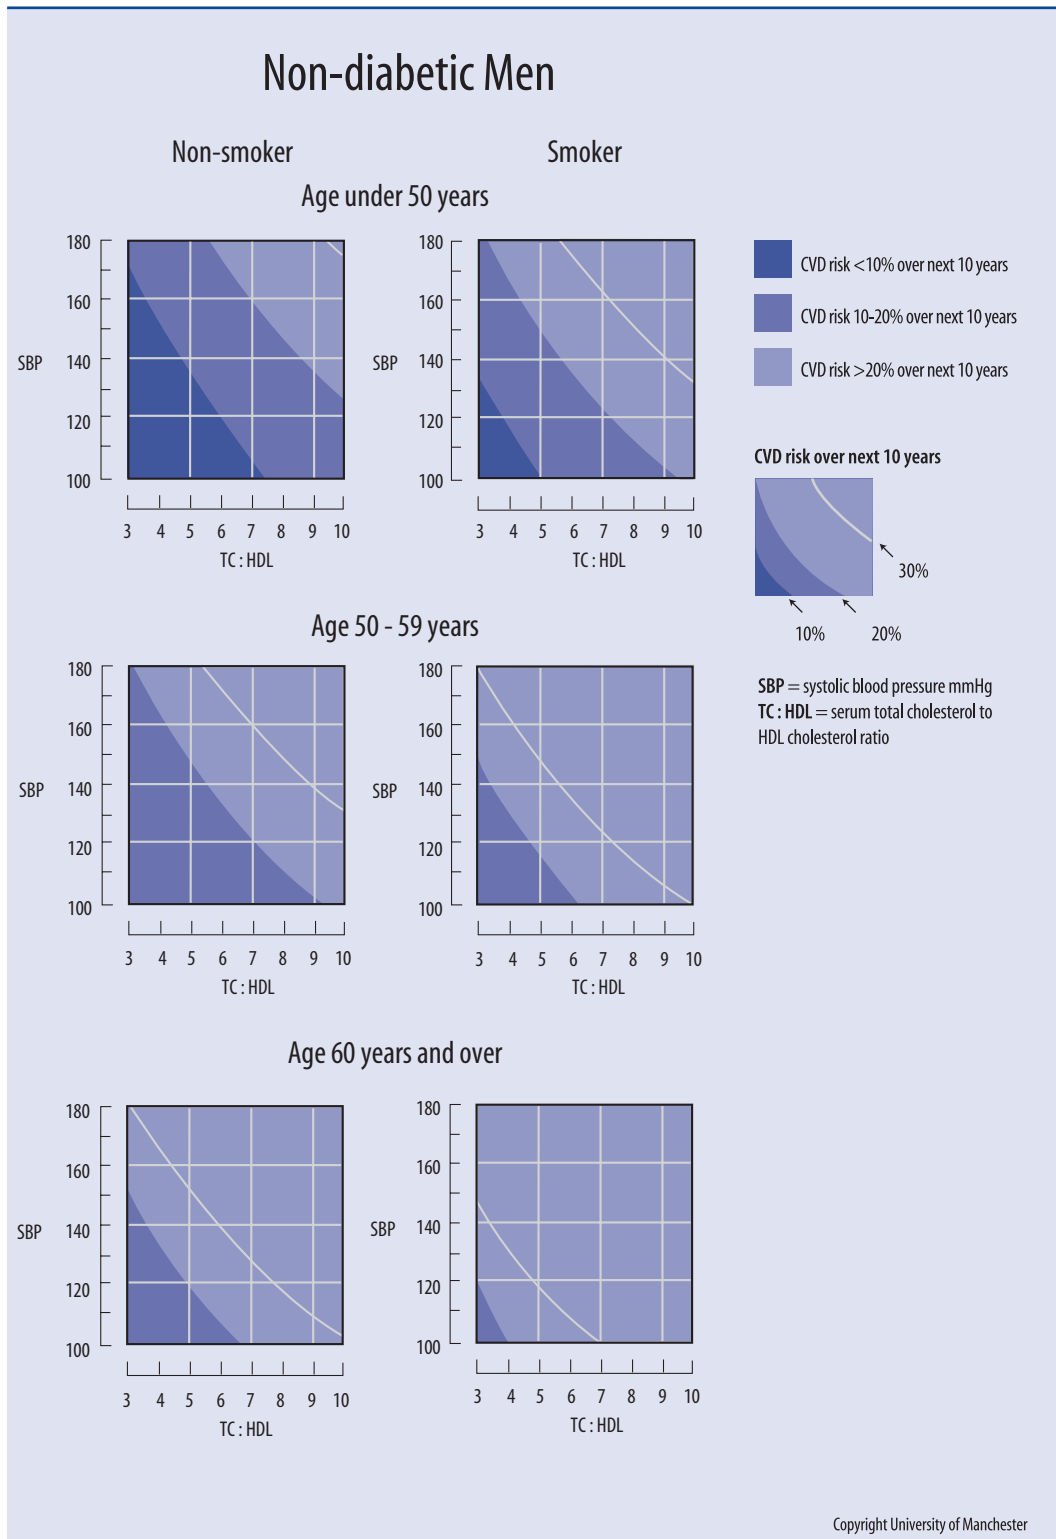 Non-diabetic Men
Non-smoker
Smoker
Age under 50 years
180
160
SBP
140
120
100
3 4 5 6 7 8 9 10
TC : HDL
180
160
SBP
140
120
100
3 4 5 6 7 8 9 10
TC : HDL
CVD risk <10% over next 10 years
CVD risk 10-20% over next 10 years
CVD risk >20% over next 10 years
CVD risk over next 10 years
30%
10% 20%
SBP = systolic blood pressure mmHg
TC : HDL = serum total cholesterol to
HDL cholesterol ratio
Age 50 - 59 years
180
160
SBP
140
120
100
3 4 5 6 7 8 9 10
TC : HDL
180
160
SBP
140
120
100
3 4 5 6 7 8 9 10
TC : HDL
Age 60 years and over
180
160
SBP
140
120
100
3 4 5 6 7 8 9 10
TC : HDL
180
160
SBP
140
120
100
3 4 5 6 7 8 9 10
TC : HDL
Copyright University of Manchester